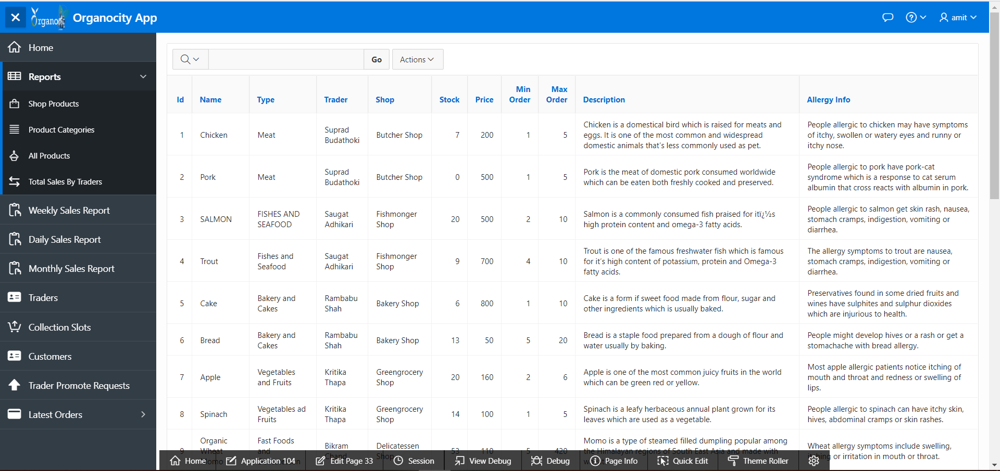 Organo
Organocity App
amit
Home
Reports
Shop Products
Product Categories
All Products
Total Sales By Traders
Weekly Sales Report
Daily Sales Report
Monthly Sales Report
Traders
Collection Slots
Customers
Trader Promote Requests
Latest Orders
Go
Actions
Id
Name
Type
Trader
Shop
Stock
Price
Min
Order
Max
Order
Description
Allergy Info
1
Chicken
Meat
Suprad
Budathoki
Butcher Shop
7
200
1
5
Chicken is a domestical bird which is raised for meats and
eggs. It is one of the most common and widespread
domestic animals that's less commonly used as pet.
People allergic to chicken may have symptoms
of itchy, swollen or watery eyes and runny or
itchy nose.
2
Pork
Meat
Suprad
Budathoki
Butcher Shop
0
500
1
5
Pork is the meat of domestic pork consumed worldwide
which can be eaten both freshly cooked and preserved.
People allergic to pork have pork-cat
syndrome which is a response to cat serum
albumin that cross reacts with albumin in pork.
3
SALMON
FISHES AND
SEAFOOD
Saugat
Adhikari
Fishmonger
Shop
20
500
2
10
Salmon is a commonly consumed fish praised for itï¿½s
high protein content and omega-3 fatty acids.
People allergic to salmon get skin rash, nausea,
stomach cramps, indigestion, vomiting or
diarrhea.
4
Trout
Fishes and
Seafood
Saugat
Adhikari
Fishmonger
Shop
9
700
4
10
Trout is one of the famous freshwater fish which is famous
for it's high content of potassium, protein and Omega-3
fatty acids.
The allergy symptoms to trout are nausea,
stomach cramps, indigestion, vomiting or
diarrhea.
5
Cake
Bakery and
Cakes
Rambabu
Shah
Bakery Shop
6
800
1
10
Cake is a form if sweet food made from flour, sugar and
other ingredients which is usually baked.
Preservatives found in some dried fruits and
wines have sulphites and sulphur dioxides
which are injurious to health.
6
Bread
Bakery and
Cakes
Rambabu
Shah
Bakery Shop
13
50
5
20
Bread is a staple food prepared from a dough of flour and
water usually by baking.
People might develop hives or a rash or get a
stomachache with bread allergy.
7
Apple
Vegetables
and Fruits
Kritika
Thapa
Greengrocery
Shop
20
160
2
6
Apple is one of the most common juicy fruits in the world
which can be green red or yellow.
Most apple allergic patients notice itching of
mouth and throat and redness or swelling of
lips.
8
Spinach
Vegetables ad
Fruits
Kritika
Thapa
Greengrocery
Shop
14
100
1
5
Spinach is a leafy herbaceous annual plant grown for its
leaves which are used as a vegetable.
People allergic to spinach can have itchy skin,
hives, abdominal cramps or skin rashes.
9
Organic
Wheat
Momo
Fast Foods
and
Bikram
Chand
Delicatessen
Shop
53
110
5
420
Momo is a type of steamed filled dumpling popular among
the Himalayan regions of South East Asia and made with
Wheat allergy symptoms include swelling,
itching or irritation in mouth or throat.
Home
Application 104
Edit Page 33
Session
View Debug
Debug
Page Info
Quick Edit
Theme Roller